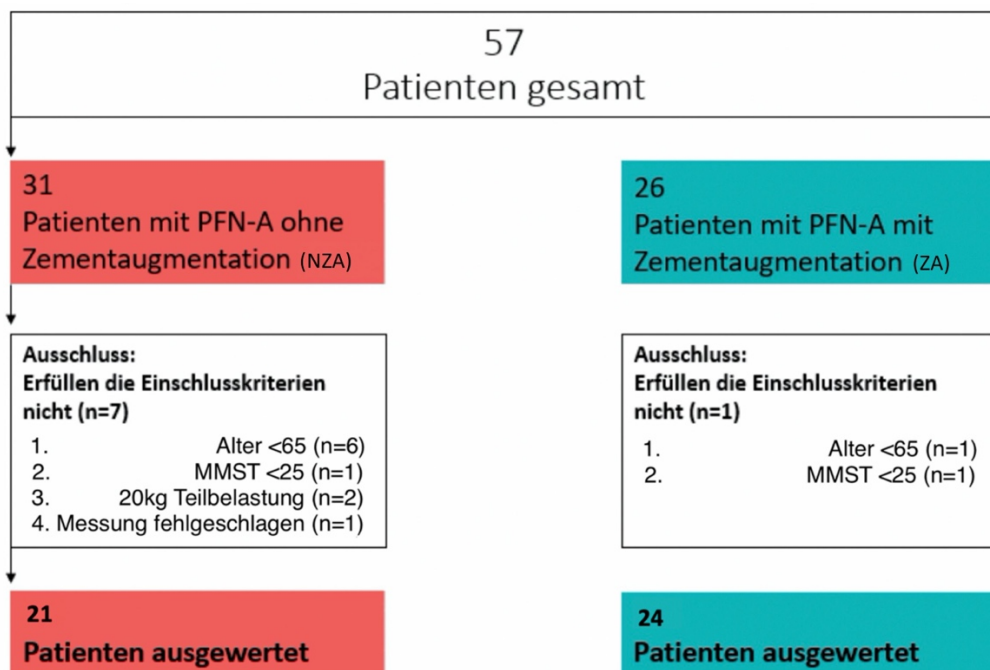 57
Patienten gesamt
31
Patienten mit PFN-A ohne
Zementaugmentation (NZA)
26
Patienten mit PFN-A mit
Zementaugmentation (ZA)
Ausschluss:
Erfüllen die Einschlusskriterien
nicht (n=7)
1. Alter <65 (n=6)
2. MMST <25 (n=1)
3. 20kg Teilbelastung (n=2)
4. Messung fehlgeschlagen (n=1)
Ausschluss:
Erfüllen die Einschlusskriterien
nicht (n=1)
1. Alter <65 (n=1)
2. MMST <25 (n=1)
21
Patienten ausgewertet
24
Patienten ausgewertet